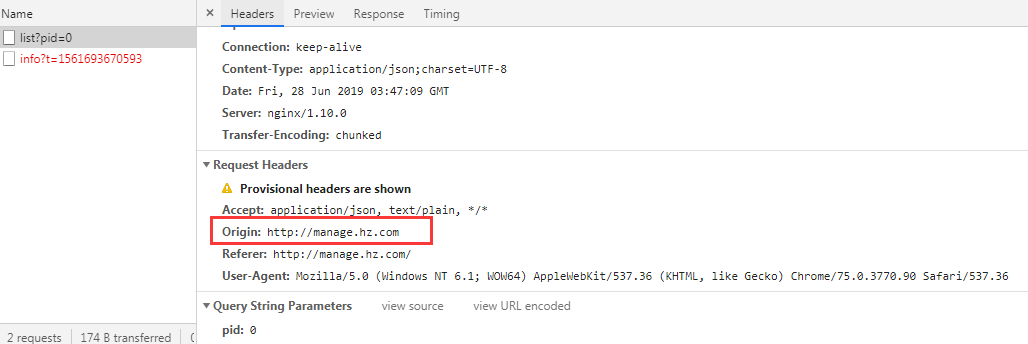 Name
× Headers Preview Response Timing
list?pid=0
info?t=1561693670593
Connection: keep-alive
Content-Type: application/json;charset=UTF-8
Date: Fri, 28 Jun 2019 03:47:09 GMT
Server: nginx/1.10.0
Transfer-Encoding: chunked
Request Headers
Provisional headers are shown
Accept: application/json, text/plain, */*
Origin: http://manage.hz.com
Referer: http://manage.hz.com/
User-Agent: Mozilla/5.0 (Windows NT 6.1; WOW64) AppleWebKit/537.36 (KHTML, like Gecko) Chrome/75.0.3770.90 Safari/537.36
Query String Parameters view source view URL encoded
pid: 0
2 requests 174 B transferred